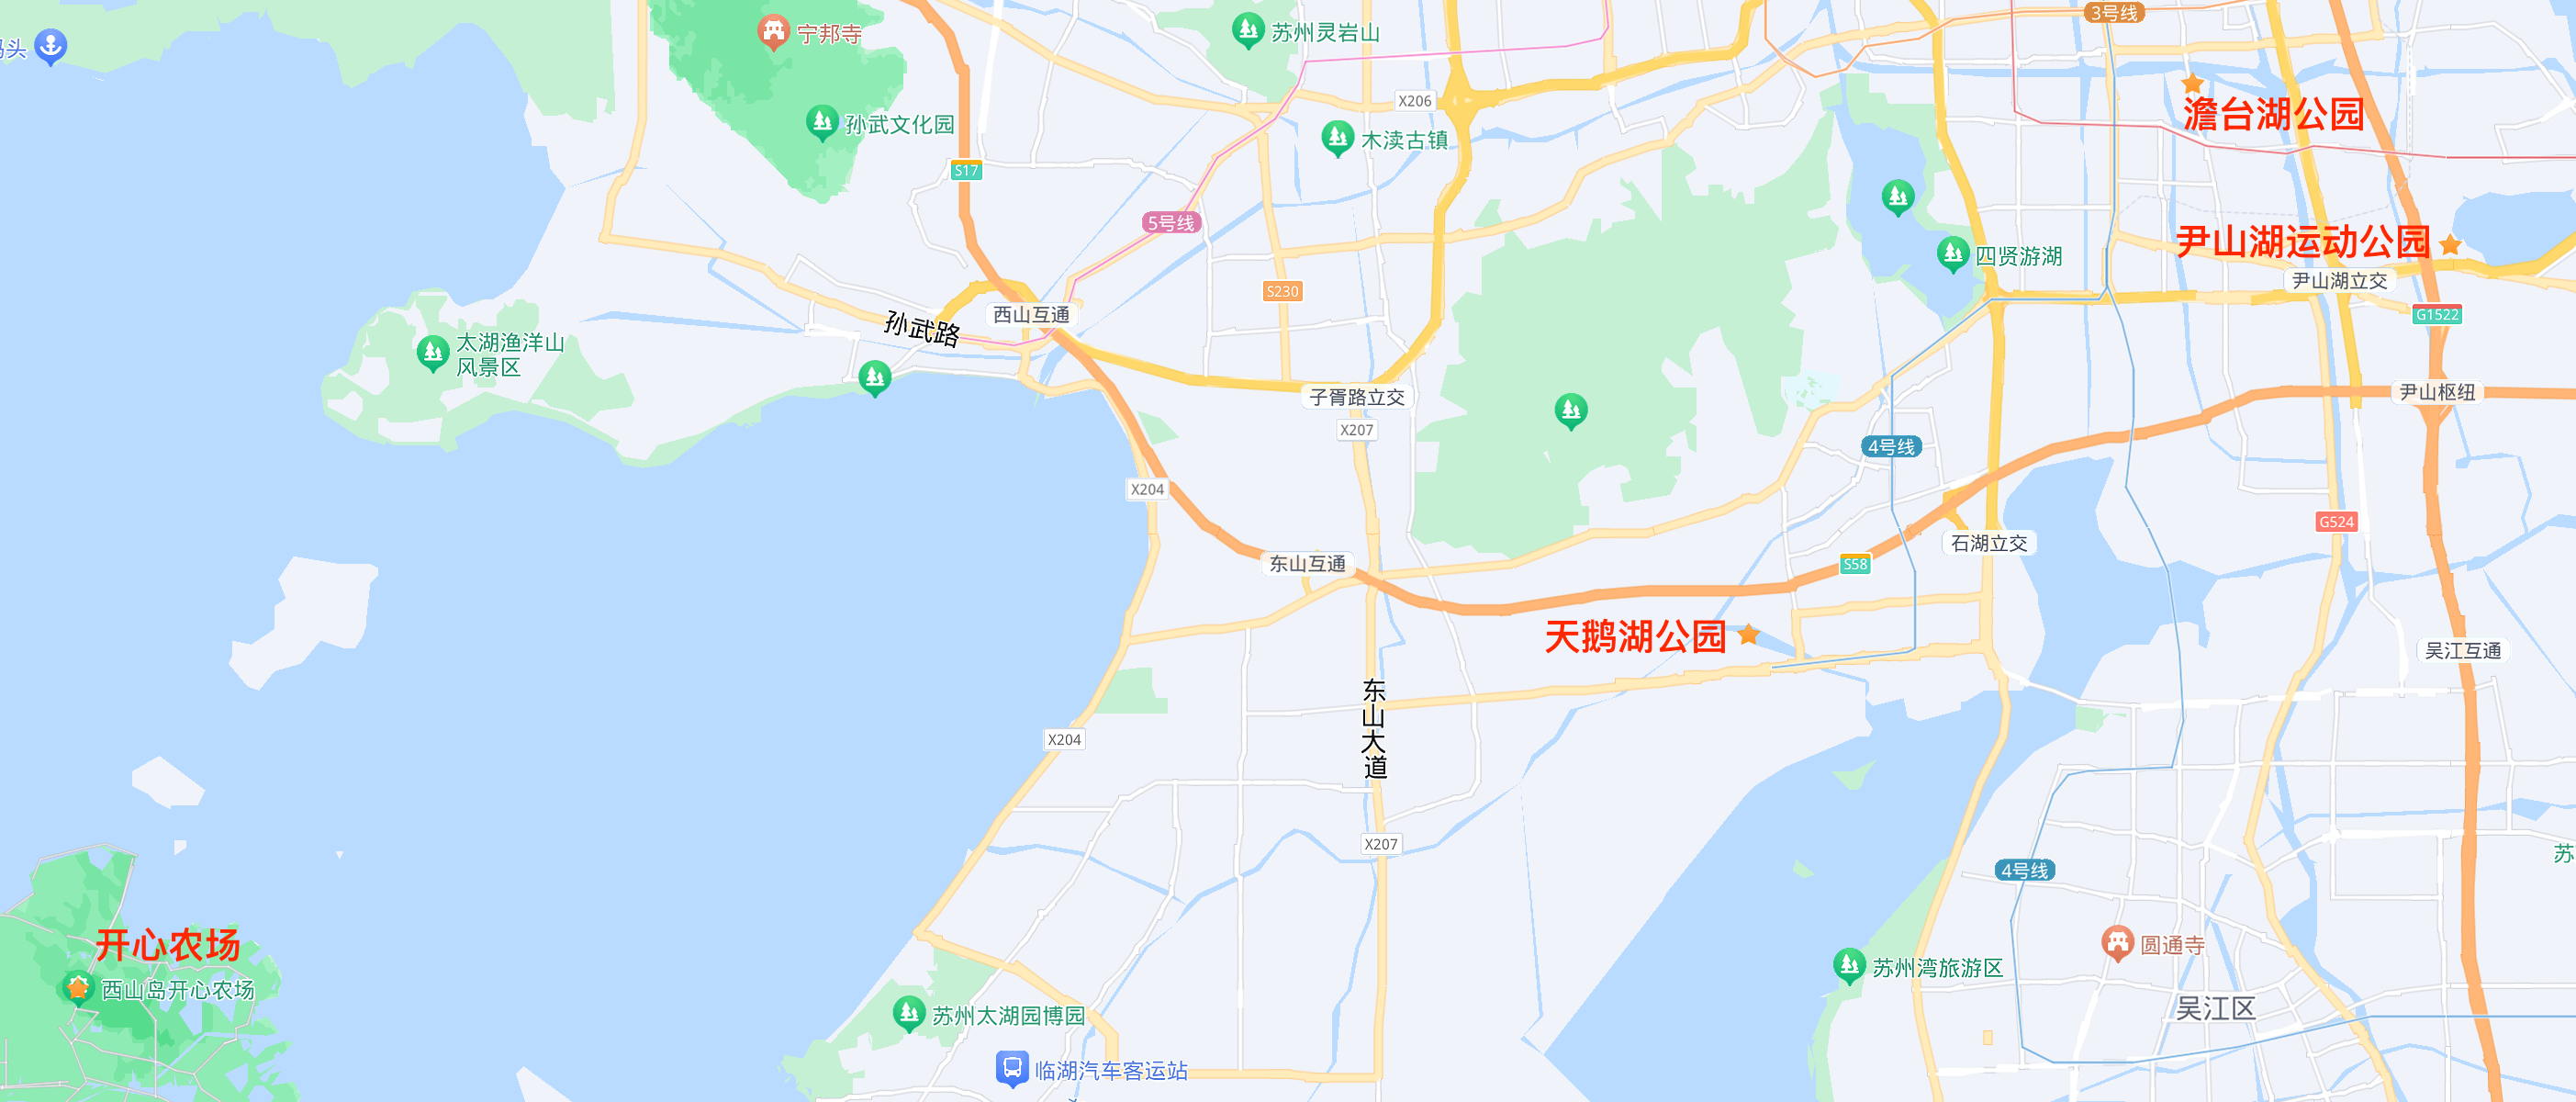 3号线
宁邦寺
苏州灵岩山
码头
X206
澹台湖公园
孙武文化园
木渎古镇
S17
5号线
尹山湖运动公园
四贤游湖
尹山湖立交
S230
西山互通
G1522
孙武路
太湖渔洋山
风景区
子胥路立交
尹山枢纽
X207
4号线
X204
G524
东山互通
石湖立交
S58
天鹅湖公园
吴江互通
东山大道
X204
X207
苏
4号线
开心农场
圆通寺
苏州湾旅游区
西山岛开心农场
吴江区
苏州太湖园博园
临湖汽车客运站